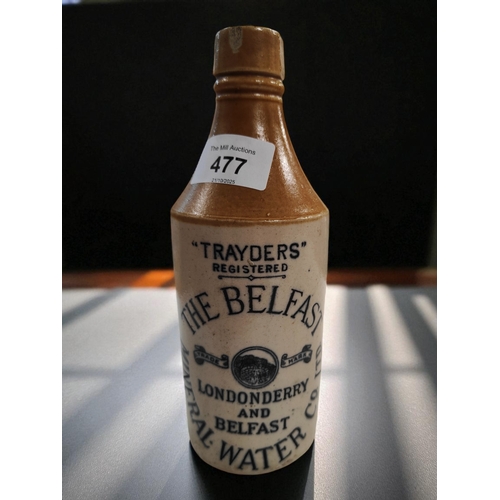 The Mill Auctions
477
"TRAYDERS"
REGISTERED
THE BELFAST
TRADE MARK
LONDONDERRY
AND
BELFAST
MINERAL WATER CO LTD